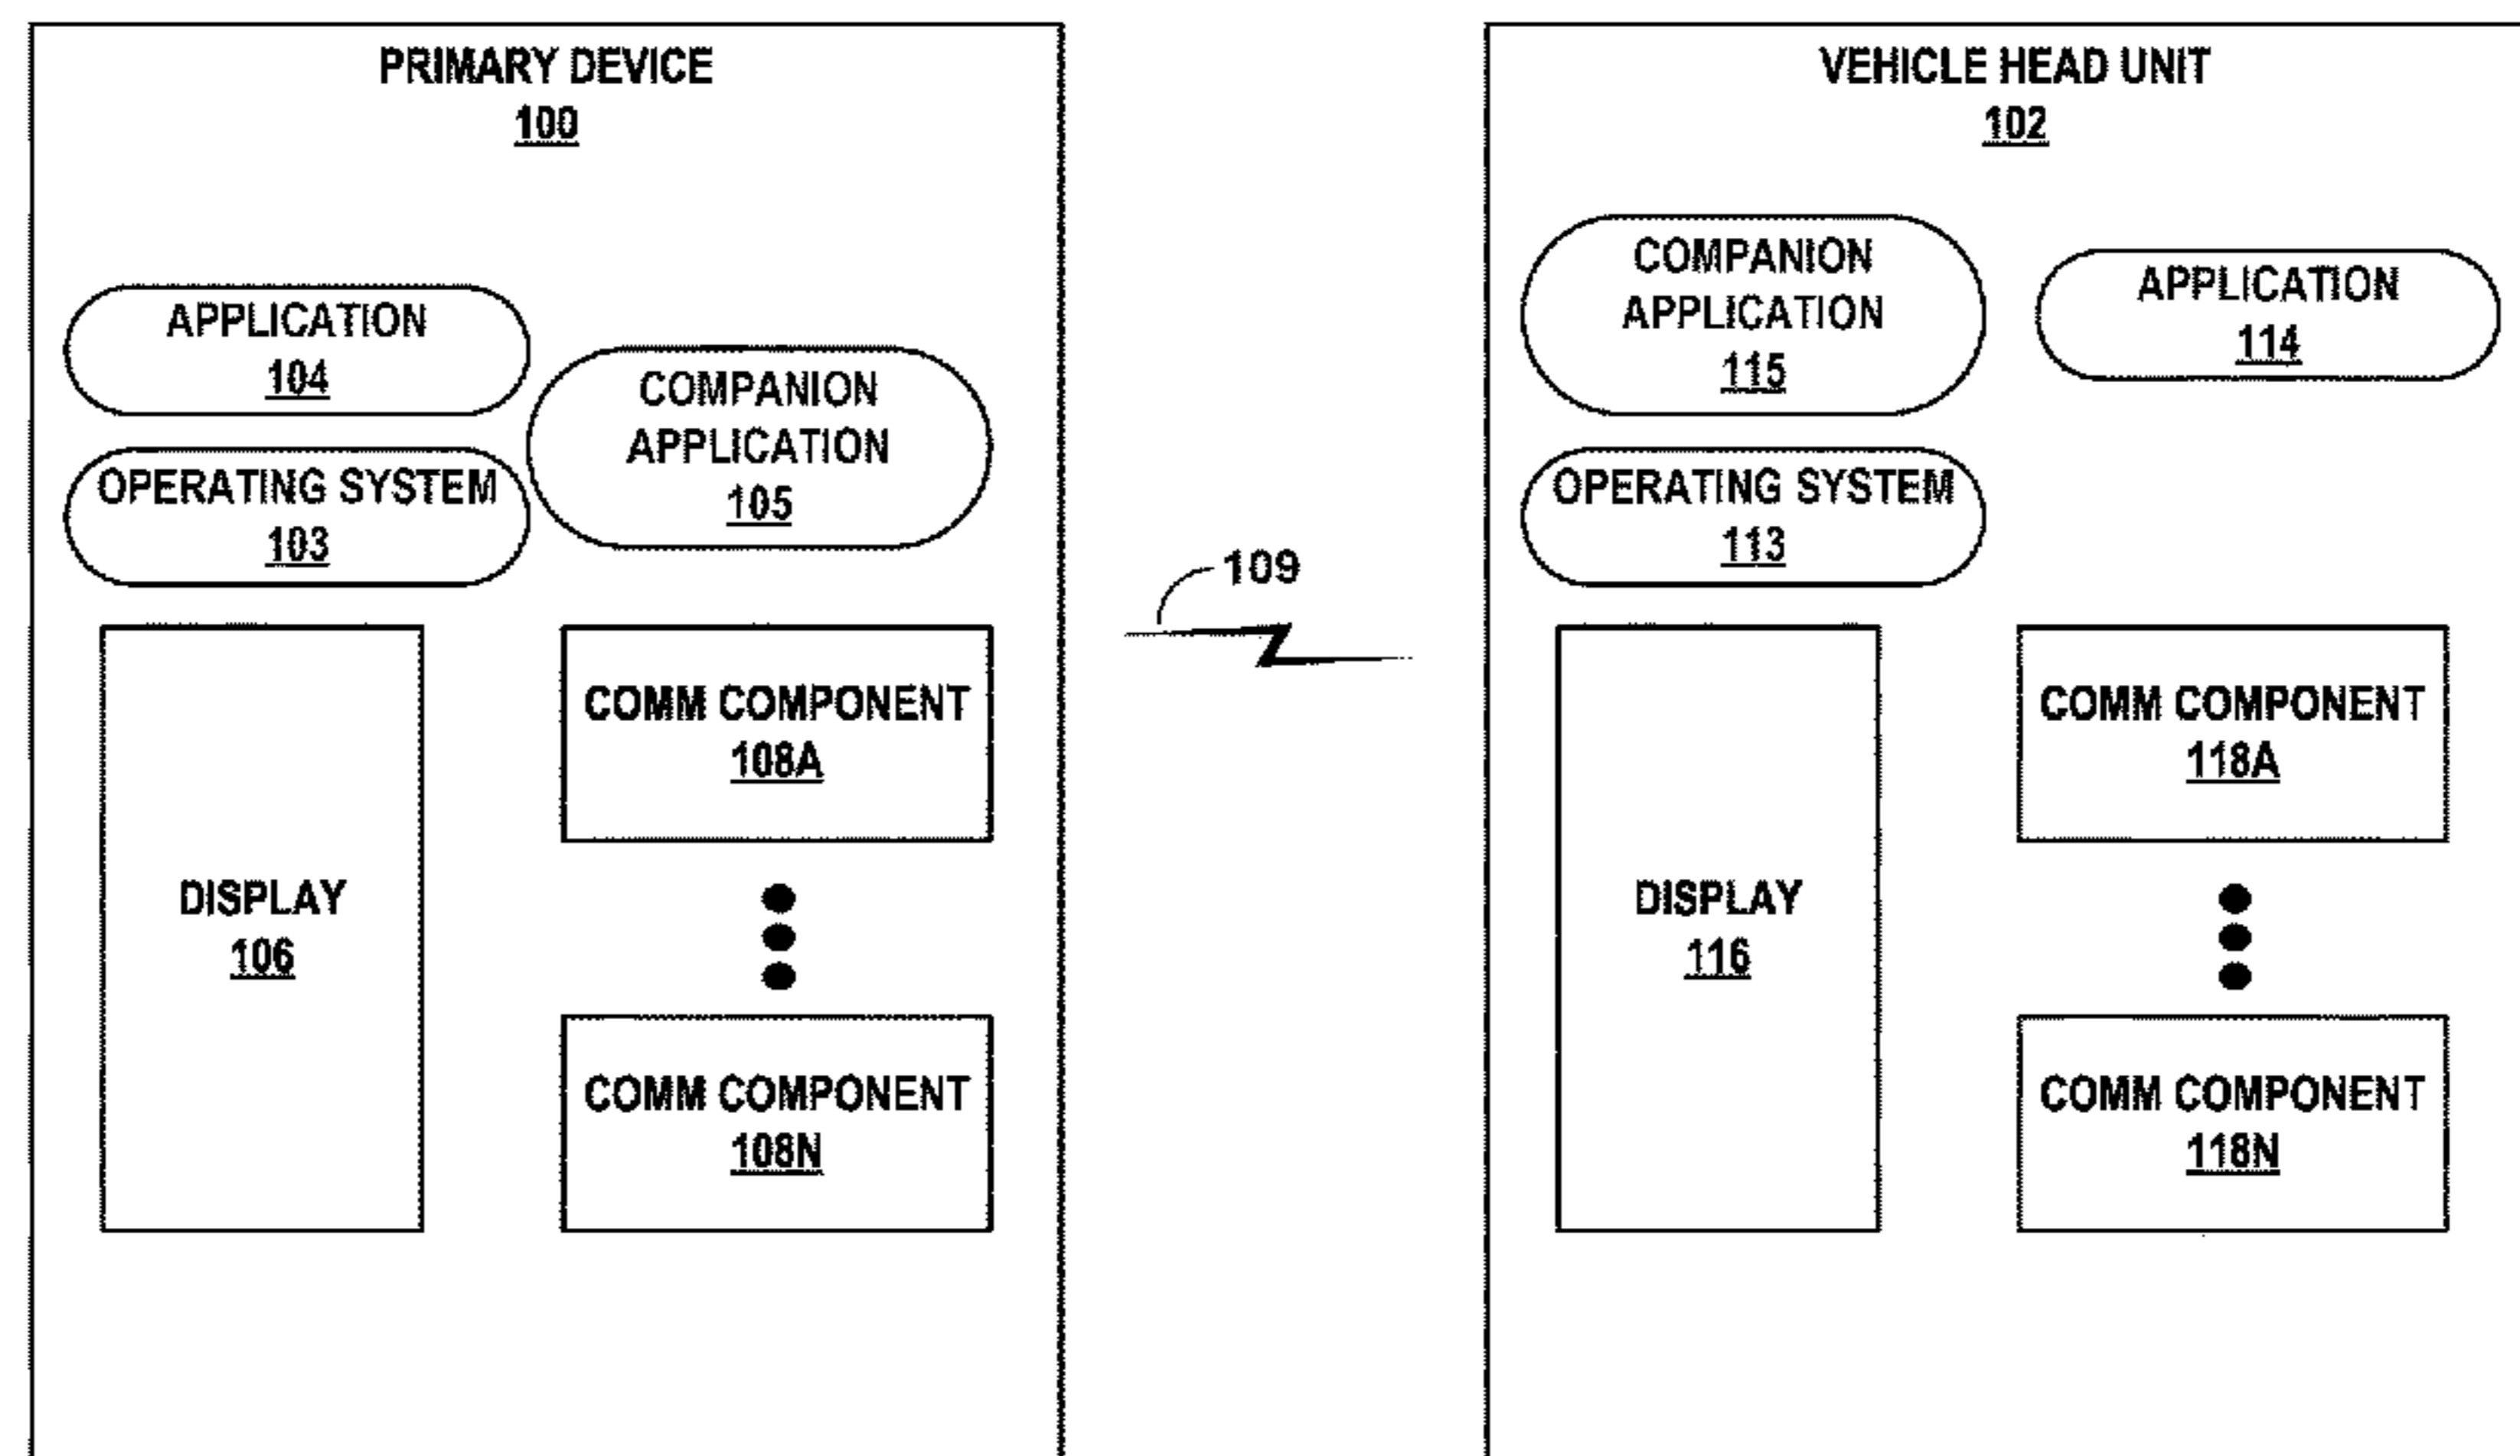 PRIMARY DEVICE
100
APPLICATION
104
COMPANION
APPLICATION
105
OPERATING SYSTEM
103
DISPLAY
106
COMM COMPONENT
108A
COMM COMPONENT
108N
109
VEHICLE HEAD UNIT
102
COMPANION
APPLICATION
115
APPLICATION
114
OPERATING SYSTEM
113
DISPLAY
116
COMM COMPONENT
118A
COMM COMPONENT
118N